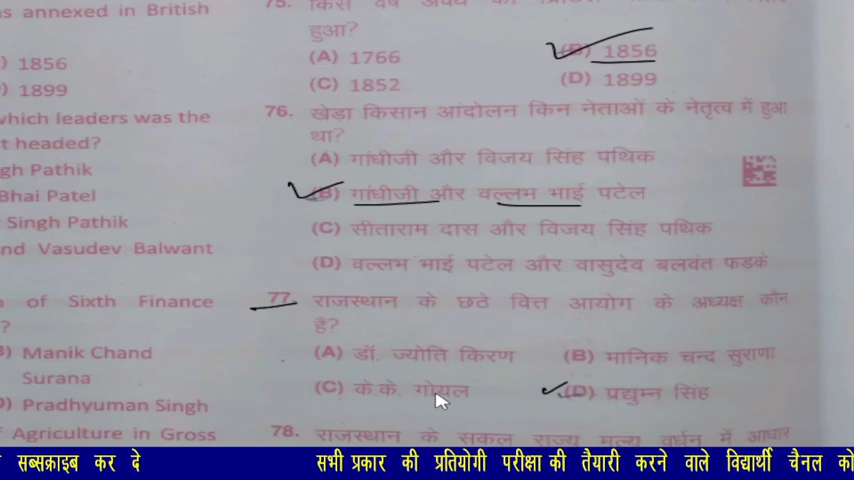 s annexed in British
75.
हुआ?
) 1856
(A) 1766
(B) 1856
) 1899
(C) 1852
(D) 1899
which leaders was the
76. खेड़ा किसान आंदोलन किन नेताओं के नेतृत्व में हुआ
t headed?
था?
gh Pathik
(A) गांधीजी और विजय सिंह पथिक
Bhai Patel
(B) गांधीजी और वल्लभ भाई पटेल
Singh Pathik
(C) सीताराम दास और विजय सिंह पथिक
nd Vasudev Balwant
(D) वल्लभ भाई पटेल और वासुदेव बलवंत फडके
of Sixth Finance
77. राजस्थान के छठे वित्त आयोग के अध्यक्ष कौन
?
हैं?
) Manik Chand
(A) डॉ. ज्योति किरण (B) मानिक चन्द सुराणा
Surana
(C) के.के. गोयल (D) प्रद्युम्न सिंह
) Pradhyuman Singh
f Agriculture in Gross
78. राजस्थान के सकल राज्य मूल्य वर्धन में आधार
सब्सक्राइब कर दे सभी प्रकार की प्रतियोगी परीक्षा की तैयारी करने वाले विद्यार्थी चैनल को